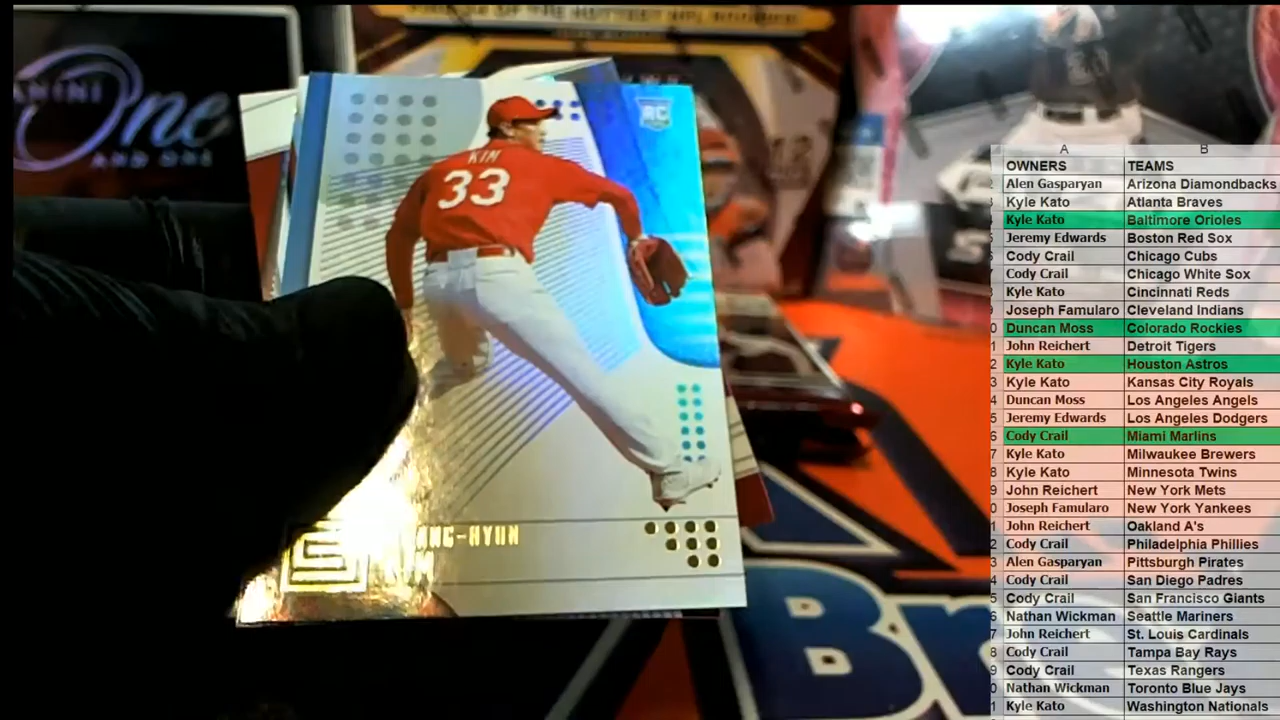 ANINI One
AND ONE
RC
KIM
33
ANG-HYUN
A B
OWNERS TEAMS
Alen Gasparyan Arizona Diamondbacks
Kyle Kato Atlanta Braves
Kyle Kato Baltimore Orioles
Jeremy Edwards Boston Red Sox
Cody Crail Chicago Cubs
Cody Crail Chicago White Sox
Kyle Kato Cincinnati Reds
Joseph Famularo Cleveland Indians
Duncan Moss Colorado Rockies
John Reichert Detroit Tigers
Kyle Kato Houston Astros
Kyle Kato Kansas City Royals
Duncan Moss Los Angeles Angels
Jeremy Edwards Los Angeles Dodgers
Cody Crail Miami Marlins
Kyle Kato Milwaukee Brewers
Kyle Kato Minnesota Twins
John Reichert New York Mets
Joseph Famularo New York Yankees
John Reichert Oakland A's
Cody Crail Philadelphia Phillies
Alen Gasparyan Pittsburgh Pirates
Cody Crail San Diego Padres
Cody Crail San Francisco Giants
Nathan Wickman Seattle Mariners
John Reichert St. Louis Cardinals
Cody Crail Tampa Bay Rays
Cody Crail Texas Rangers
Nathan Wickman Toronto Blue Jays
Kyle Kato Washington Nationals
Br